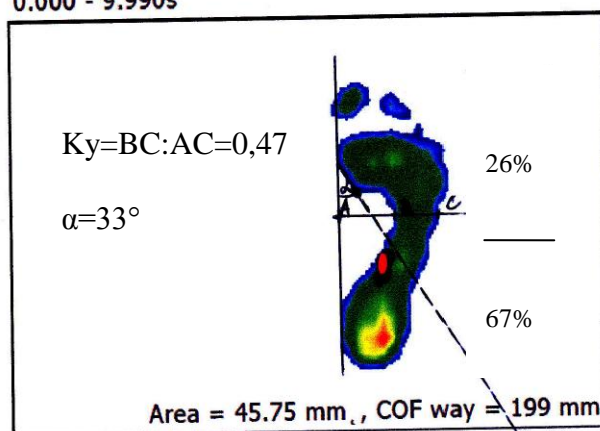 0.000 - 9.990s
Ky=BC:AC=0,47
α=33°
26%
α
A
C
67%
Area = 45.75 mm , COF way = 199 mm